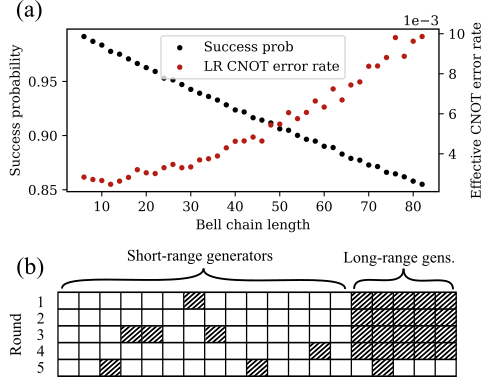 (a)
1e−3
Success probability
0.95
0.90
0.85
Success prob
LR CNOT error rate
10
8
6
4
Effective CNOT error rate
10 20 30 40 50 60 70 80
Bell chain length
(b)
Short-range generators
Long-range gens.
Round
1
2
3
4
5